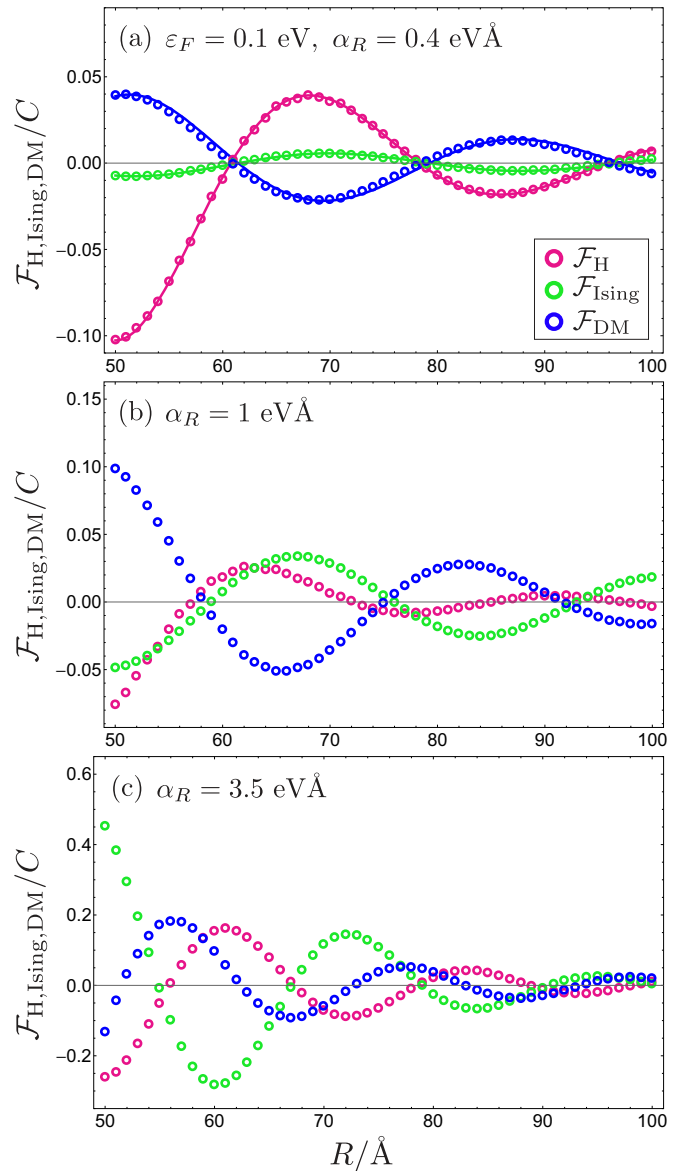 (a) ε_F = 0.1 eV, α_R = 0.4 eVÅ
0.05
0.00
−0.05
−0.10
ℱ_H,Ising,DM/C
ℱ_H
ℱ_Ising
ℱ_DM
50 60 70 80 90 100
(b) α_R = 1 eVÅ
0.15
0.10
0.05
0.00
−0.05
ℱ_H,Ising,DM/C
50 60 70 80 90 100
(c) α_R = 3.5 eVÅ
0.6
0.4
0.2
0.0
−0.2
ℱ_H,Ising,DM/C
50 60 70 80 90 100
R/Å